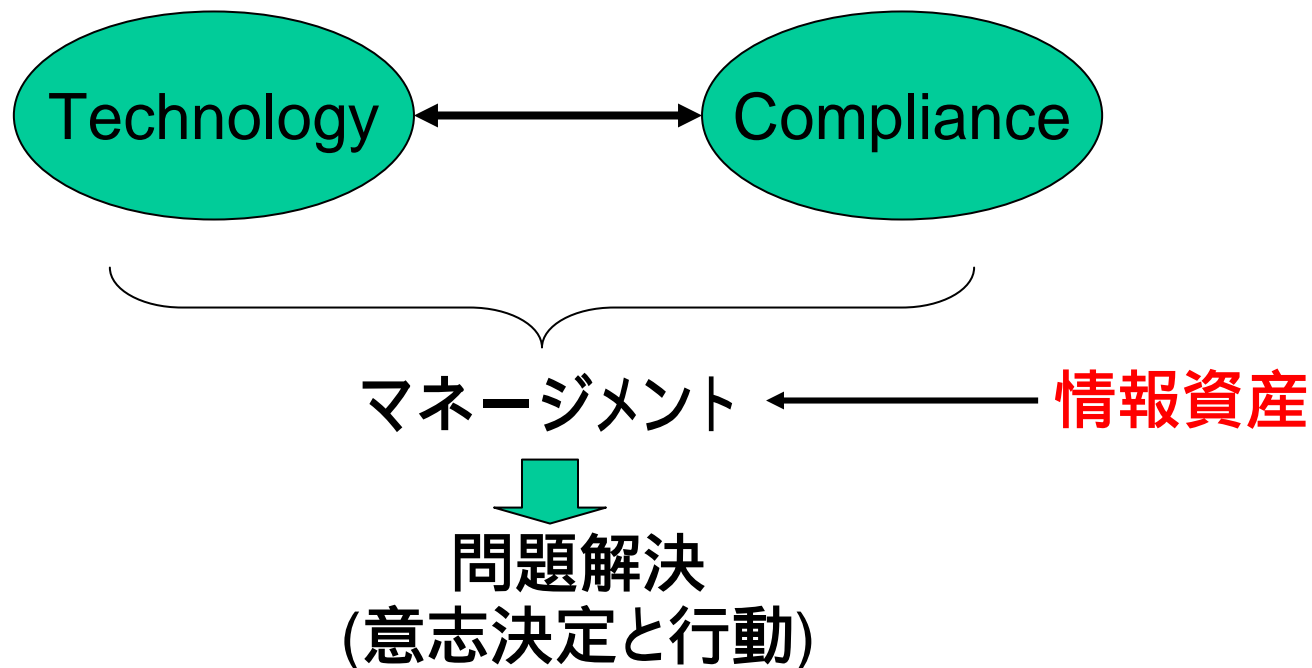 Technology
Compliance
マネージメント
情報資産
問題解決
(意志決定と行動)